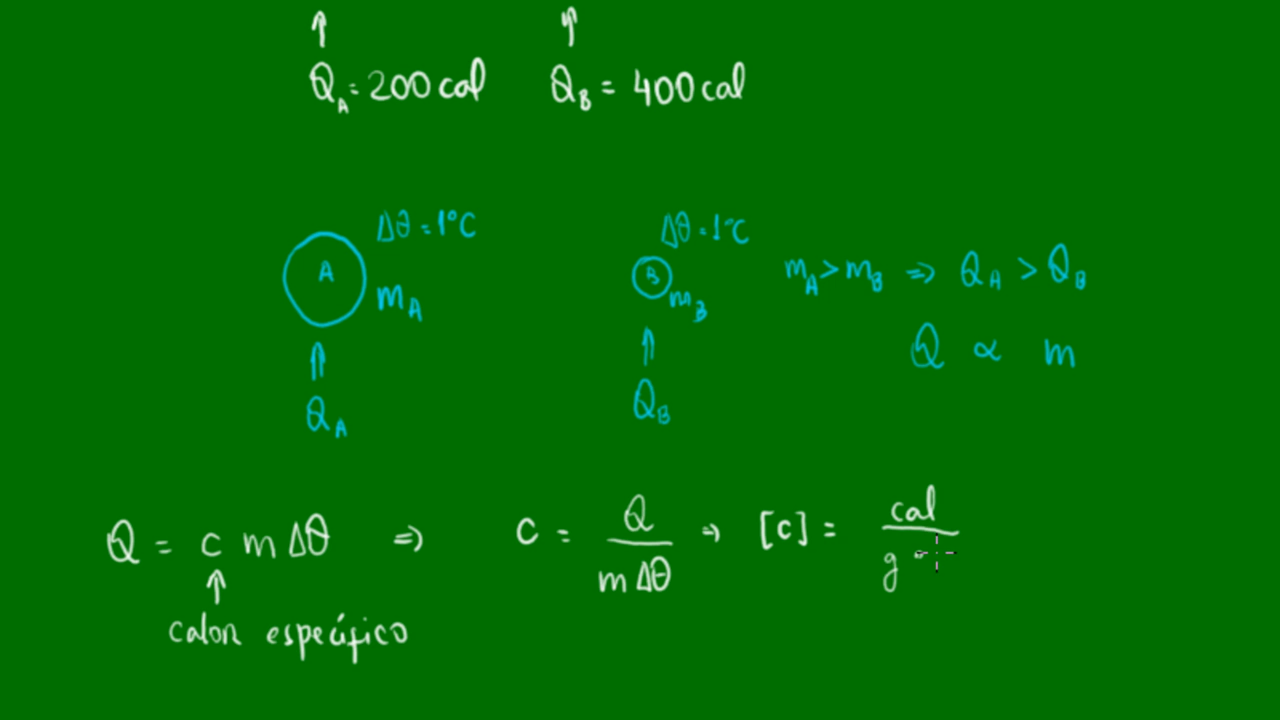 ↑ ↑
Q_A = 200 cal Q_B = 400 cal
Δθ = 1°C Δθ = 1°C
A B m_A > m_B ⇒ Q_A > Q_B
m_A m_B
↑ ↑ Q ∝ m
Q_A Q_B
Q = c m Δθ ⇒ c = Q / m Δθ ⇒ [c] = cal / g
↑
calor específico